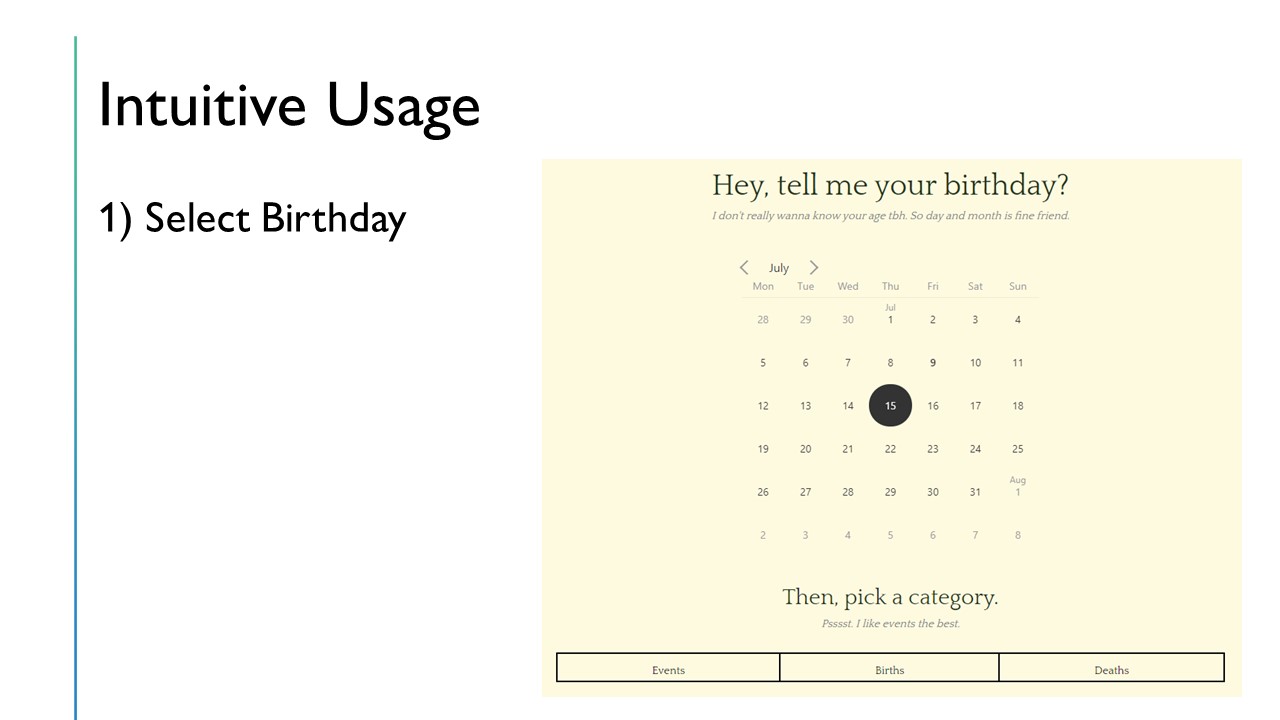 Intuitive Usage
1) Select Birthday
Hey, tell me your birthday?
I don't really wanna know your age tbh. So day and month is fine friend.
July
Mon Tue Wed Thu Fri Sat Sun
Jul
28 29 30 1 2 3 4
5 6 7 8 9 10 11
12 13 14 15 16 17 18
19 20 21 22 23 24 25
Aug
26 27 28 29 30 31 1
2 3 4 5 6 7 8
Then, pick a category.
Psssst. I like events the best.
Events Births Deaths